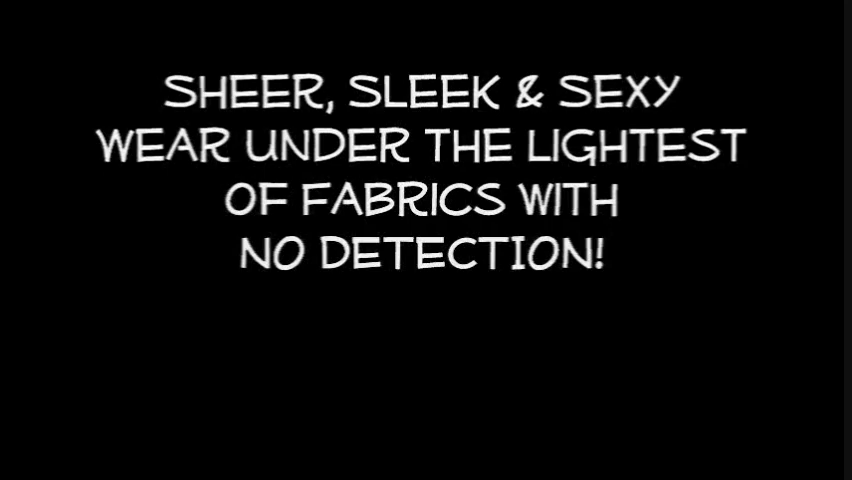 SHEER, SLEEK & SEXY
WEAR UNDER THE LIGHTEST
OF FABRICS WITH
NO DETECTION!